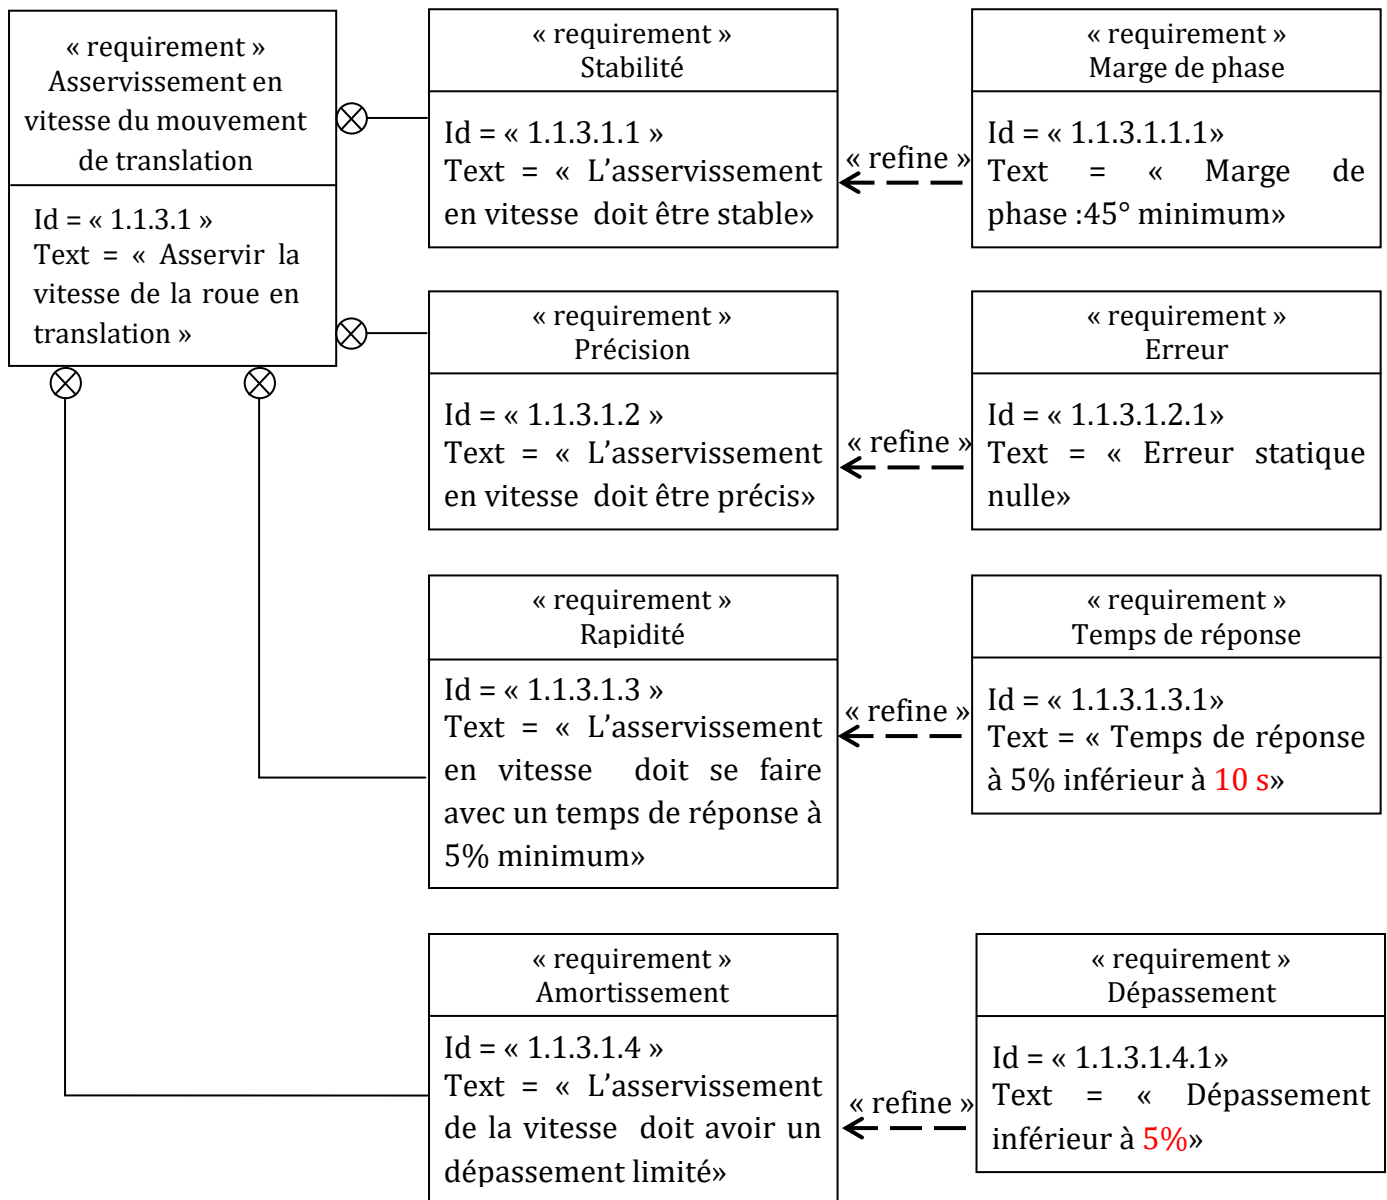 « requirement »
Asservissement en
vitesse du mouvement
de translation
Id = « 1.1.3.1 »
Text = « Asservir la
vitesse de la roue en
translation »
« requirement »
Stabilité
Id = « 1.1.3.1.1 »
Text = « L’asservissement
en vitesse doit être stable»
« refine »
« requirement »
Marge de phase
Id = « 1.1.3.1.1.1»
Text = « Marge de
phase :45° minimum»
« requirement »
Précision
Id = « 1.1.3.1.2 »
Text = « L’asservissement
en vitesse doit être précis»
« refine »
« requirement »
Erreur
Id = « 1.1.3.1.2.1»
Text = « Erreur statique
nulle»
« requirement »
Rapidité
Id = « 1.1.3.1.3 »
Text = « L’asservissement
en vitesse doit se faire
avec un temps de réponse à
5% minimum»
« refine »
« requirement »
Temps de réponse
Id = « 1.1.3.1.3.1»
Text = « Temps de réponse
à 5% inférieur à 10 s»
« requirement »
Amortissement
Id = « 1.1.3.1.4 »
Text = « L’asservissement
de la vitesse doit avoir un
dépassement limité»
« refine »
« requirement »
Dépassement
Id = « 1.1.3.1.4.1»
Text = « Dépassement
inférieur à 5%»